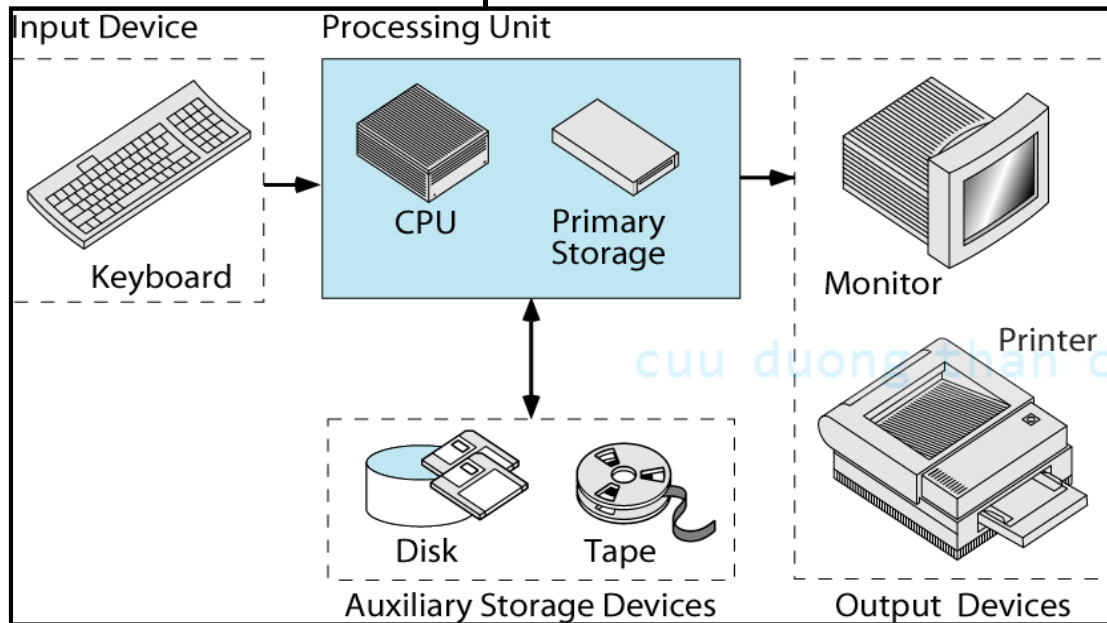 Input Device
Processing Unit
CPU
Primary
Storage
Keyboard
Monitor
Printer
cuu duong than c
Disk
Tape
Auxiliary Storage Devices
Output Devices